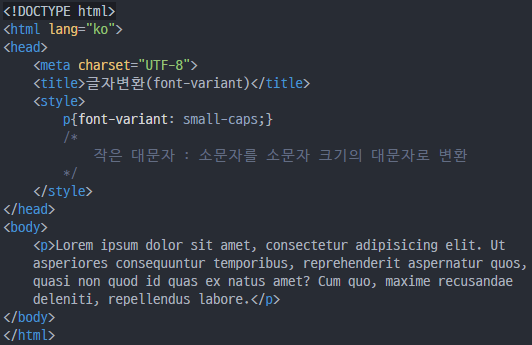 <!DOCTYPE html>
<html lang="ko">
<head>
    <meta charset="UTF-8">
    <title>글자변환(font-variant)</title>
    <style>
        p{font-variant: small-caps;}
        /*
            작은 대문자 : 소문자를 소문자 크기의 대문자로 변환
        */
    </style>
</head>
<body>
    <p>Lorem ipsum dolor sit amet, consectetur adipisicing elit. Ut
    asperiores consequuntur temporibus, reprehenderit aspernatur quos,
    quasi non quod id quas ex natus amet? Cum quo, maxime recusandae
    deleniti, repellendus labore.</p>
</body>
</html>